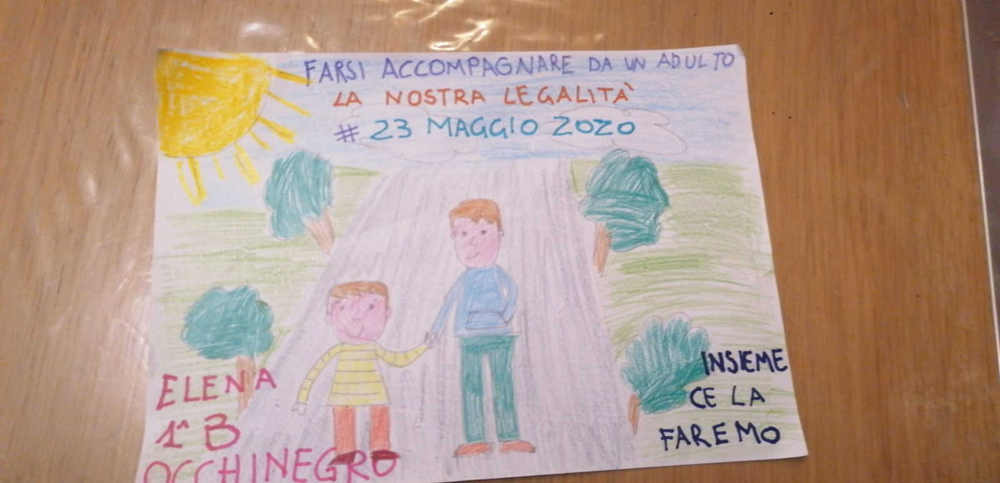 FARSI ACCOMPAGNARE DA UN ADULTO
LA NOSTRA LEGALITÀ
# 23 MAGGIO 2020
INSIEME
CE LA
FAREMO
ELENA
1^ B
OCCHINEGRO